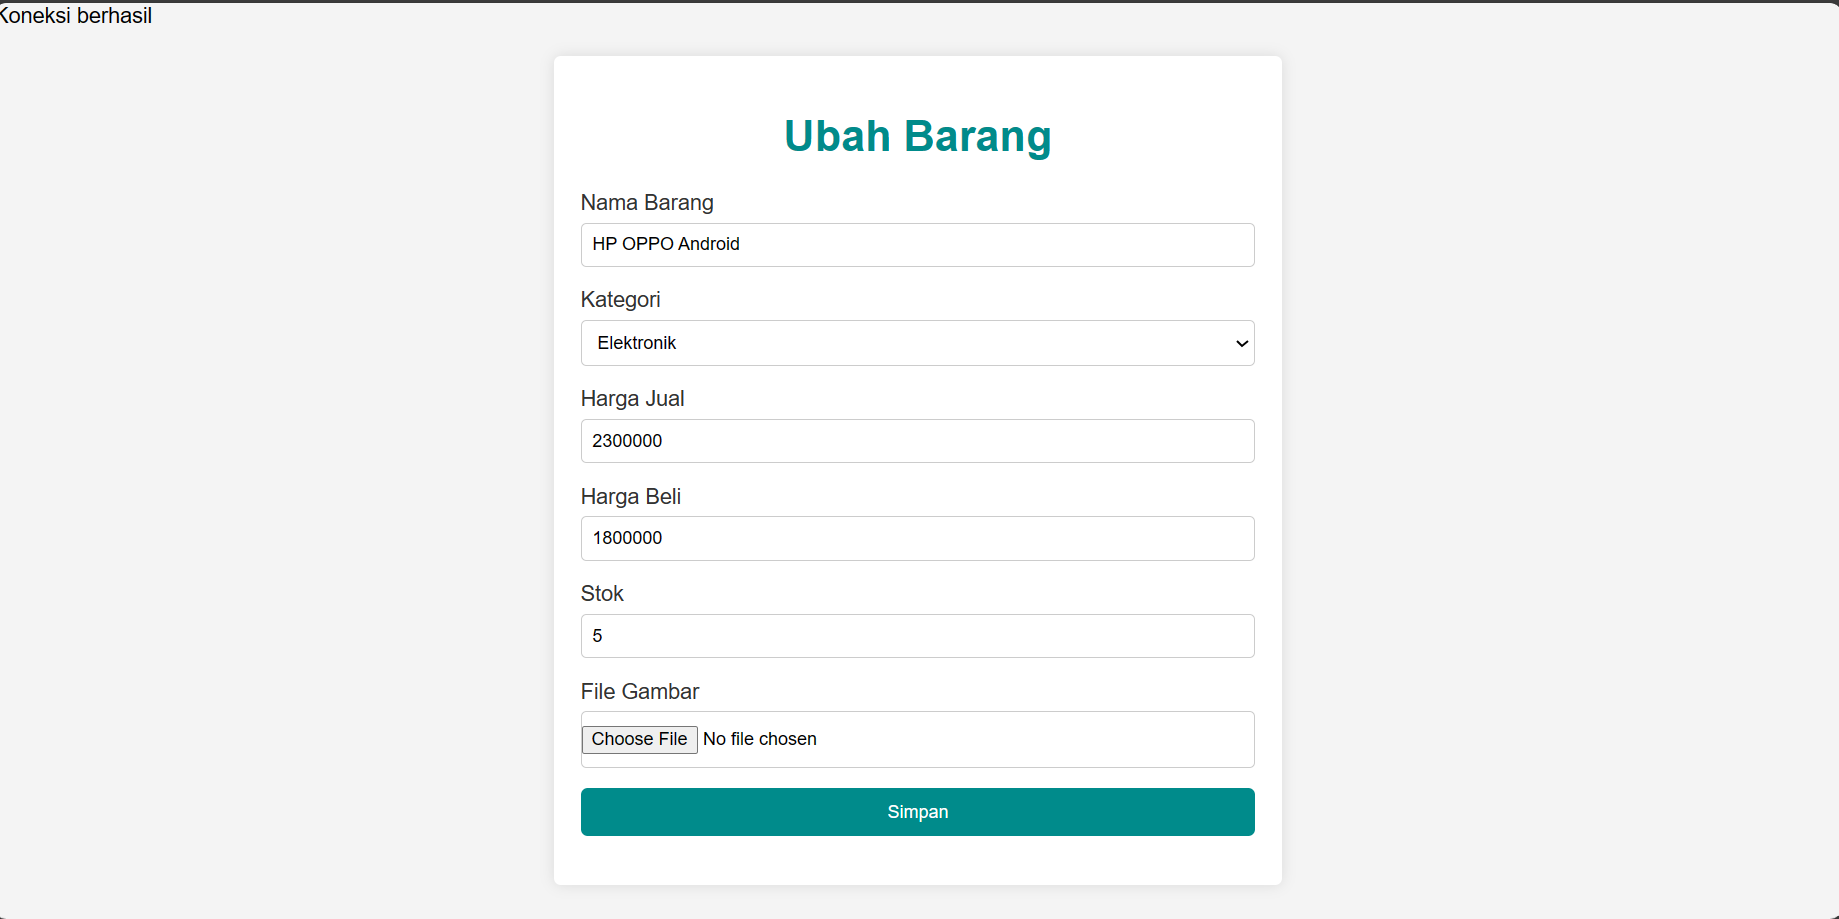 Koneksi berhasil
Ubah Barang
Nama Barang
HP OPPO Android
Kategori
Elektronik
Harga Jual
2300000
Harga Beli
1800000
Stok
5
File Gambar
Choose File No file chosen
Simpan